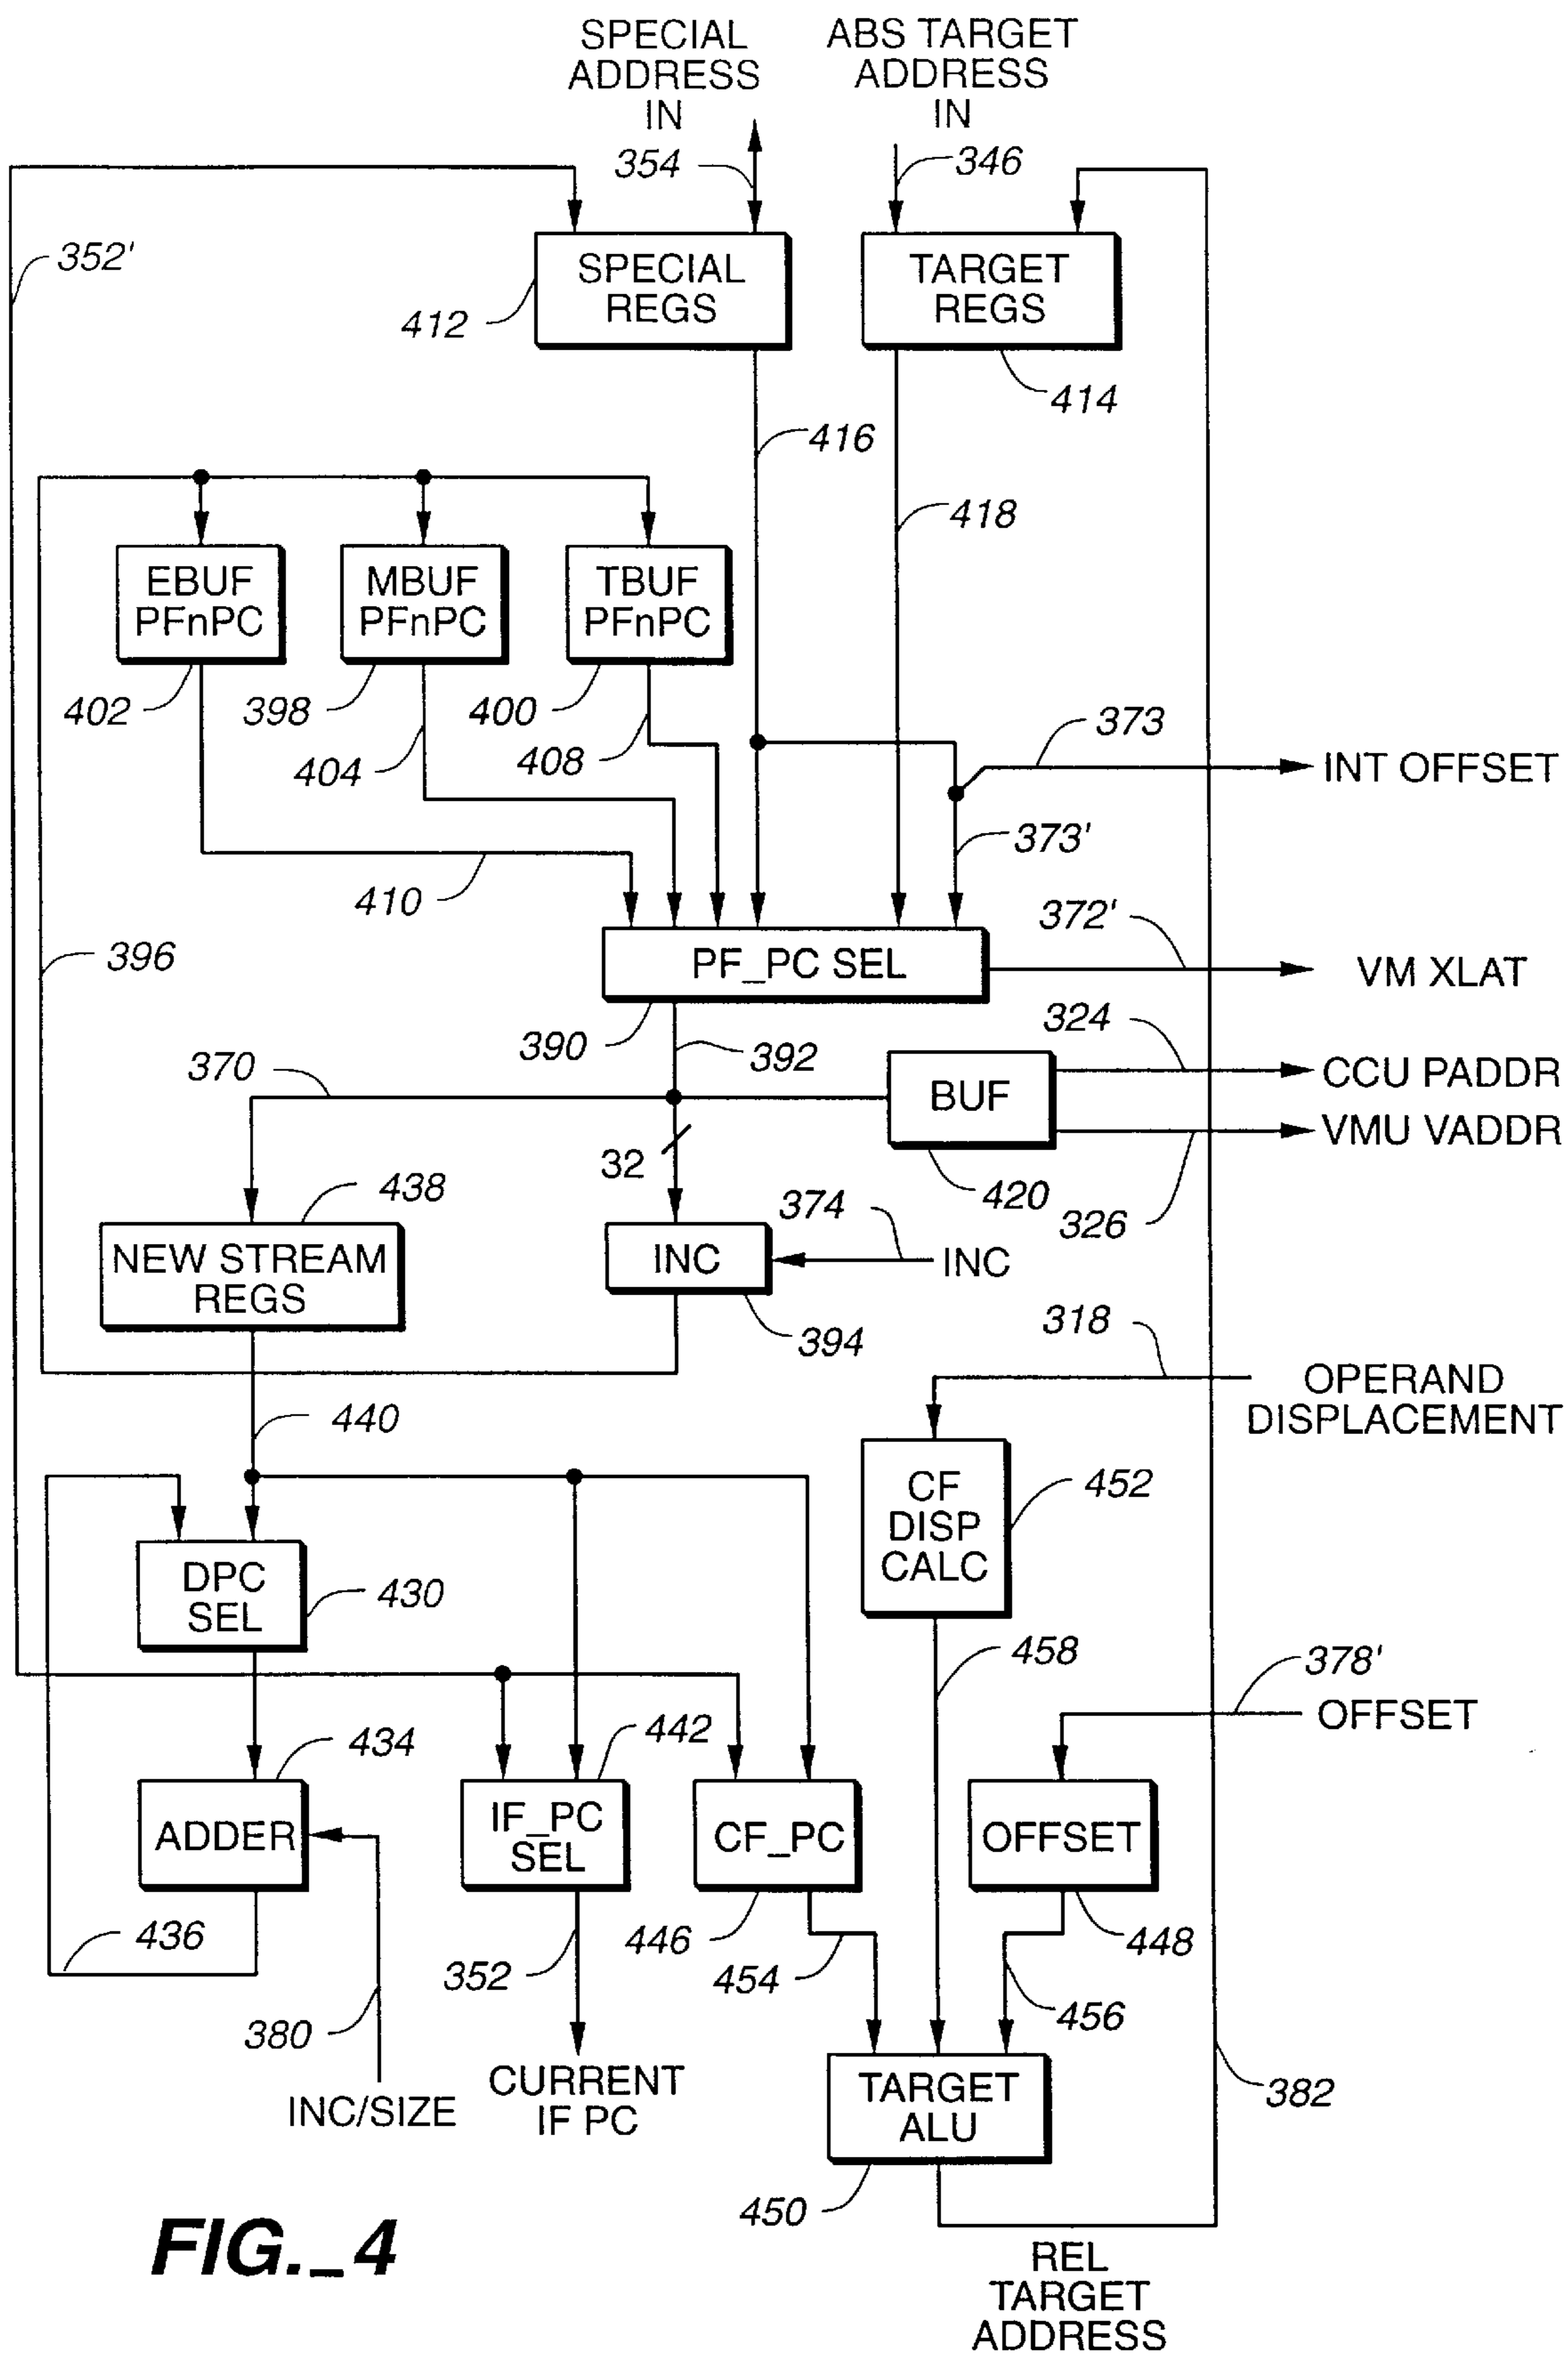 SPECIAL
ADDRESS
IN
ABS TARGET
ADDRESS
IN
354
346
352'
SPECIAL
REGS
TARGET
REGS
412
414
416
418
EBUF
PFnPC
MBUF
PFnPC
TBUF
PFnPC
402
398
400
404
408
373
INT OFFSET
373'
410
396
372'
PF_PC SEL
VM XLAT
390
392
324
370
BUF
CCU PADDR
VMU VADDR
32
438
374
420
326
NEW STREAM
REGS
INC
INC
394
318
OPERAND
DISPLACEMENT
440
CF
DISP
CALC
452
DPC
SEL
430
458
378'
OFFSET
434
442
ADDER
IF_PC
SEL
CF_PC
OFFSET
436
446
448
352
454
456
380
CURRENT
IF PC
INC/SIZE
TARGET
ALU
382
450
FIG._4
REL
TARGET
ADDRESS